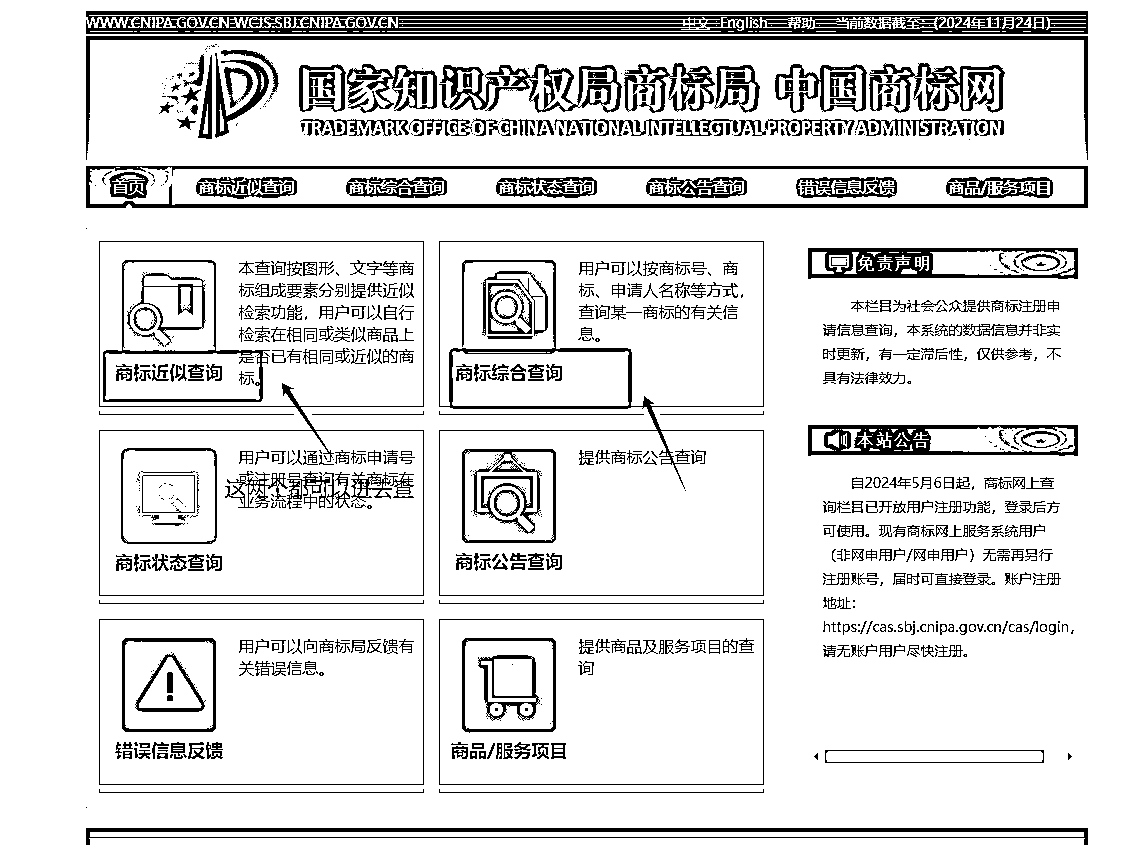 WWW.CNIPA.GOV.CN WCJS.SBJ.CNIPA.GOV.CN
中文 English 帮助 当前数据截至：(2024年11月24日)
国家知识产权局商标局 中国商标网
TRADEMARK OFFICE OF CHINA NATIONAL INTELLECTUAL PROPERTY ADMINISTRATION
首页 商标近似查询 商标综合查询 商标状态查询 商标公告查询 错误信息反馈 商品/服务项目
本查询按图形、文字等商
标组成要素分别提供近似
检索功能，用户可以自行
检索在相同或类似商品上
是否已有相同或近似的商
标。
商标近似查询
用户可以按商标号、商
标、申请人名称等方式，
查询某一商标的有关信
息。
商标综合查询
用户可以通过商标申请号
或注册号查询有关商标在
业务流程中的状态。
这两个都可以进去查
商标状态查询
提供商标公告查询
商标公告查询
用户可以向商标局反馈有
关错误信息。
错误信息反馈
提供商品及服务项目的查
询
商品/服务项目
免责声明
本栏目为社会公众提供商标注册申
请信息查询，本系统的数据信息并非实
时更新，有一定滞后性，仅供参考，不
具有法律效力。
本站公告
自2024年5月6日起，商标网上查
询栏目已开放用户注册功能，登录后方
可使用。现有商标网上服务系统用户
（非网申用户/网申用户）无需再另行
注册账号，届时可直接登录。账户注册
地址：
https://cas.sbj.cnipa.gov.cn/cas/login，
请无账户用户尽快注册。